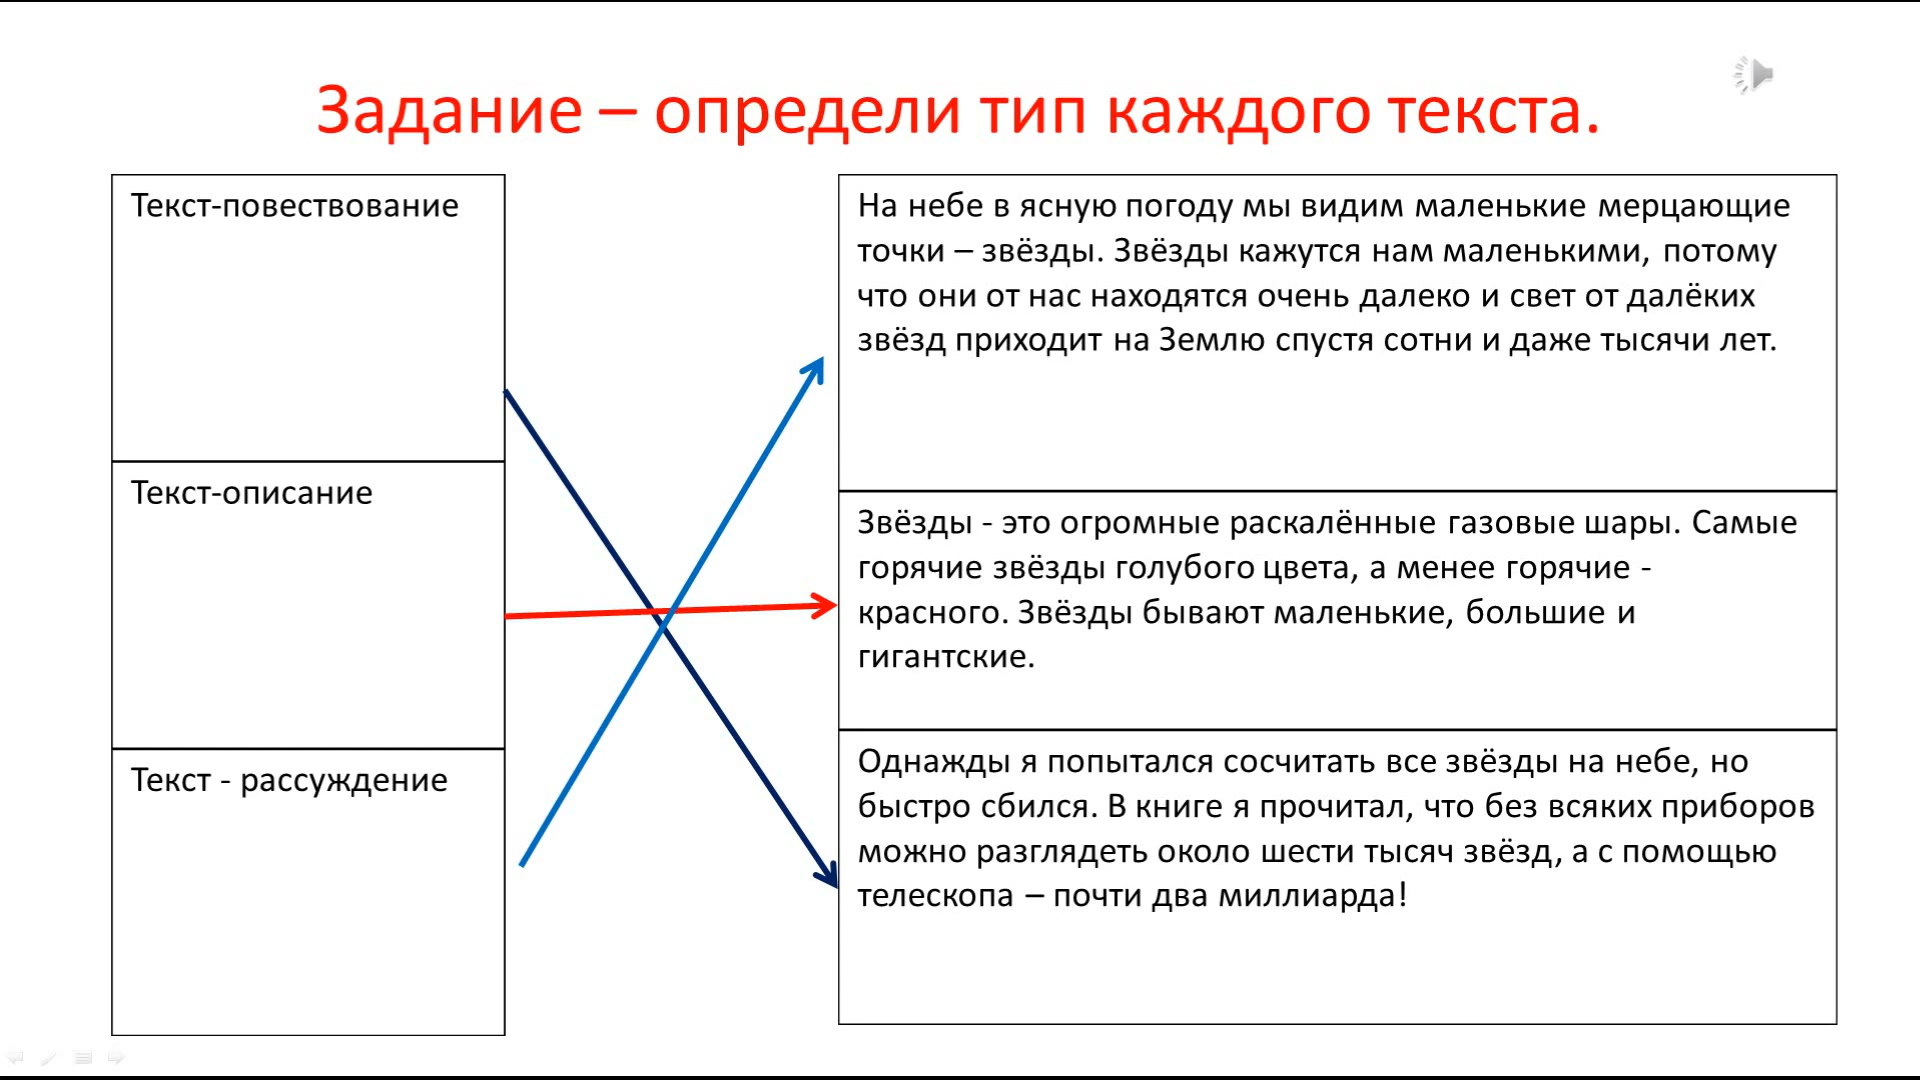 Задание – определи тип каждого текста.
Текст-повествование
Текст-описание
Текст - рассуждение
На небе в ясную погоду мы видим маленькие мерцающие
точки – звёзды. Звёзды кажутся нам маленькими, потому
что они от нас находятся очень далеко и свет от далёких
звёзд приходит на Землю спустя сотни и даже тысячи лет.
Звёзды - это огромные раскалённые газовые шары. Самые
горячие звёзды голубого цвета, а менее горячие -
красного. Звёзды бывают маленькие, большие и
гигантские.
Однажды я попытался сосчитать все звёзды на небе, но
быстро сбился. В книге я прочитал, что без всяких приборов
можно разглядеть около шести тысяч звёзд, а с помощью
телескопа – почти два миллиарда!